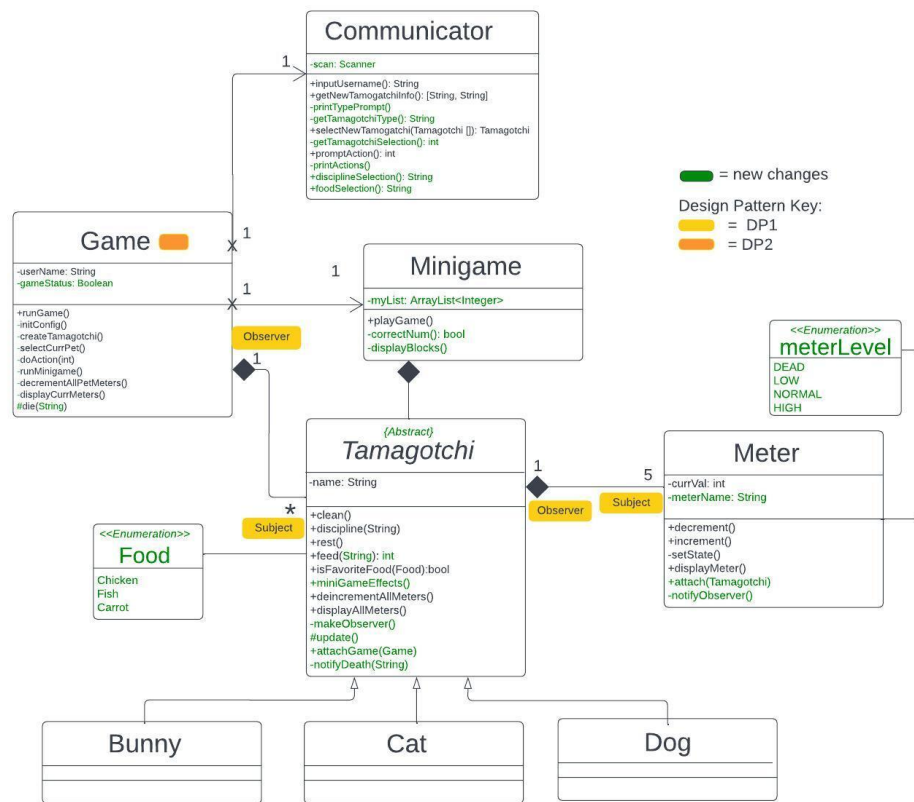 Communicator
-scan: Scanner
+inputUsername(): String
+getNewTamogatchiInfo(): [String, String]
-printTypePrompt()
-getTamagotchiType(): String
+selectNewTamogatchi(Tamagotchi []): Tamagotchi
-getTamagotchiSelection(): int
+promptAction(): int
-printActions()
+disciplineSelection(): String
+foodSelection(): String
1
1
= new changes
Design Pattern Key:
= DP1
= DP2
Game
-userName: String
-gameStatus: Boolean
+runGame()
-initConfig()
-createTamagotchi()
-selectCurrPet()
-doAction(int)
-runMinigame()
-decrementAllPetMeters()
-displayCurrMeters()
#die(String)
1
1
Minigame
-myList: ArrayList<Integer>
+playGame()
-correctNum(): bool
-displayBlocks()
Observer
1
<<Enumeration>>
meterLevel
DEAD
LOW
NORMAL
HIGH
{Abstract}
Tamagotchi
-name: String
+clean()
+discipline(String)
+rest()
+feed(String): int
+isFavoriteFood(Food):bool
+miniGameEffects()
+deincrementAllMeters()
+displayAllMeters()
-makeObserver()
#update()
+attachGame(Game)
-notifyDeath(String)
*
Subject
1
5
Observer
Subject
Meter
-currVal: int
-meterName: String
+decrement()
+increment()
-setState()
+displayMeter()
+attach(Tamagotchi)
-notifyObserver()
<<Enumeration>>
Food
Chicken
Fish
Carrot
Bunny
Cat
Dog